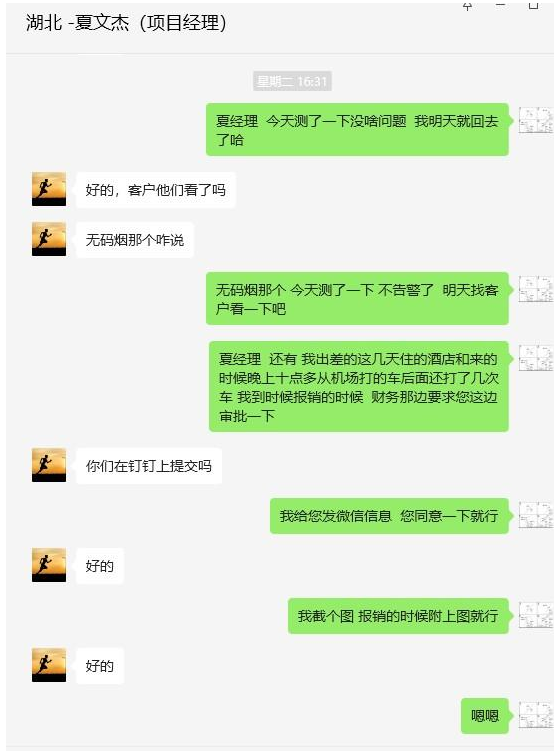 湖北 -夏文杰（项目经理）
星期二 16:31
夏经理  今天测了一下没啥问题  我明天就回去
了哈
好的，客户他们看了吗
无码烟那个咋说
无码烟那个 今天测了一下 不告警了  明天找客
户看一下吧
夏经理  还有 我出差的这几天住的酒店和来的
时候晚上十点多从机场打的车后面还打了几次
车 我到时候报销的时候  财务那边要求您这边
审批一下
你们在钉钉上提交吗
我给您发微信信息  您同意一下就行
好的
我截个图 报销的时候附上图就行
好的
嗯嗯